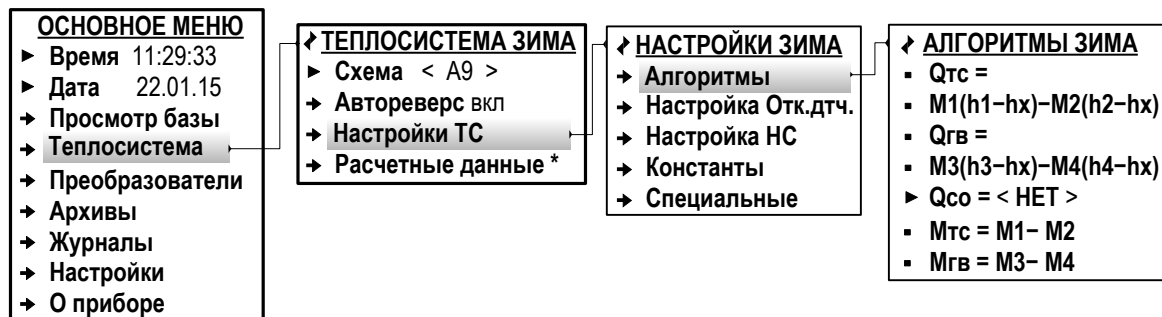 ОСНОВНОЕ МЕНЮ
Время 11:29:33
Дата 22.01.15
Просмотр базы
Теплосистема
Преобразователи
Архивы
Журналы
Настройки
О приборе
ТЕПЛОСИСТЕМА ЗИМА
Схема < А9 >
Автореверс вкл
Настройки ТС
Расчетные данные *
НАСТРОЙКИ ЗИМА
Алгоритмы
Настройка Отк.дтч.
Настройка НС
Константы
Специальные
АЛГОРИТМЫ ЗИМА
Qтс =
M1(h1−hx)−M2(h2−hx)
Qгв =
M3(h3−hx)−M4(h4−hx)
Qco = < НЕТ >
Mтс = M1− M2
Mгв = M3− M4